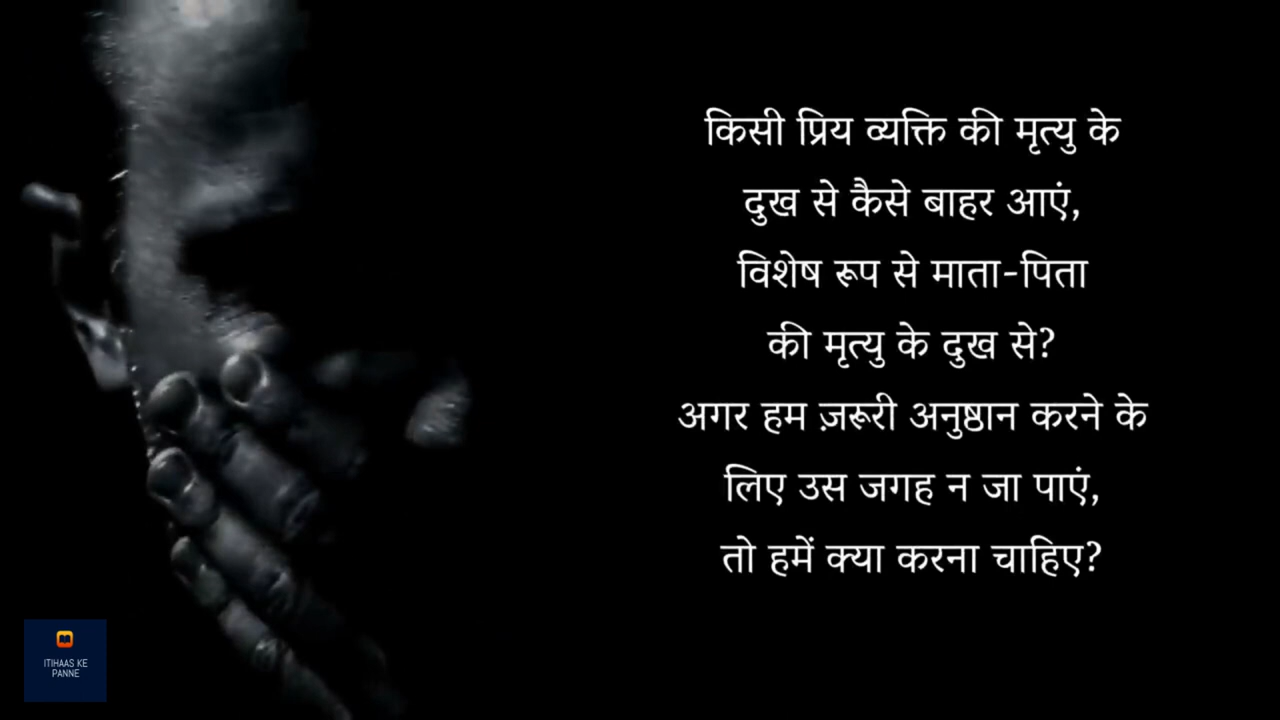 किसी प्रिय व्यक्ति की मृत्यु के
दुख से कैसे बाहर आएं,
विशेष रूप से माता-पिता
की मृत्यु के दुख से?
अगर हम ज़रूरी अनुष्ठान करने के
लिए उस जगह न जा पाएं,
तो हमें क्या करना चाहिए?
ITIHAAS KE
PANNE